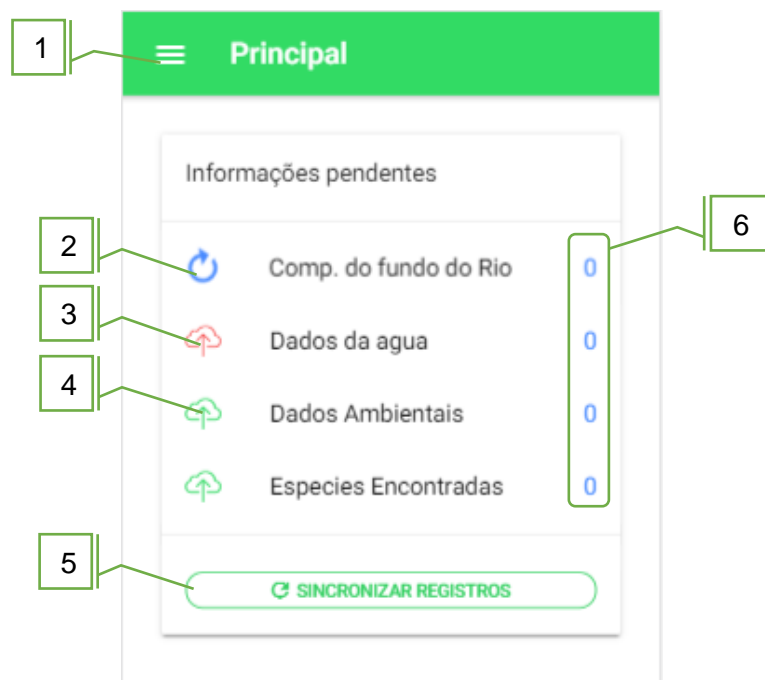 1
Principal
Informações pendentes
2
Comp. do fundo do Rio
0
6
3
Dados da agua
0
4
Dados Ambientais
0
Especies Encontradas
0
5
SINCRONIZAR REGISTROS